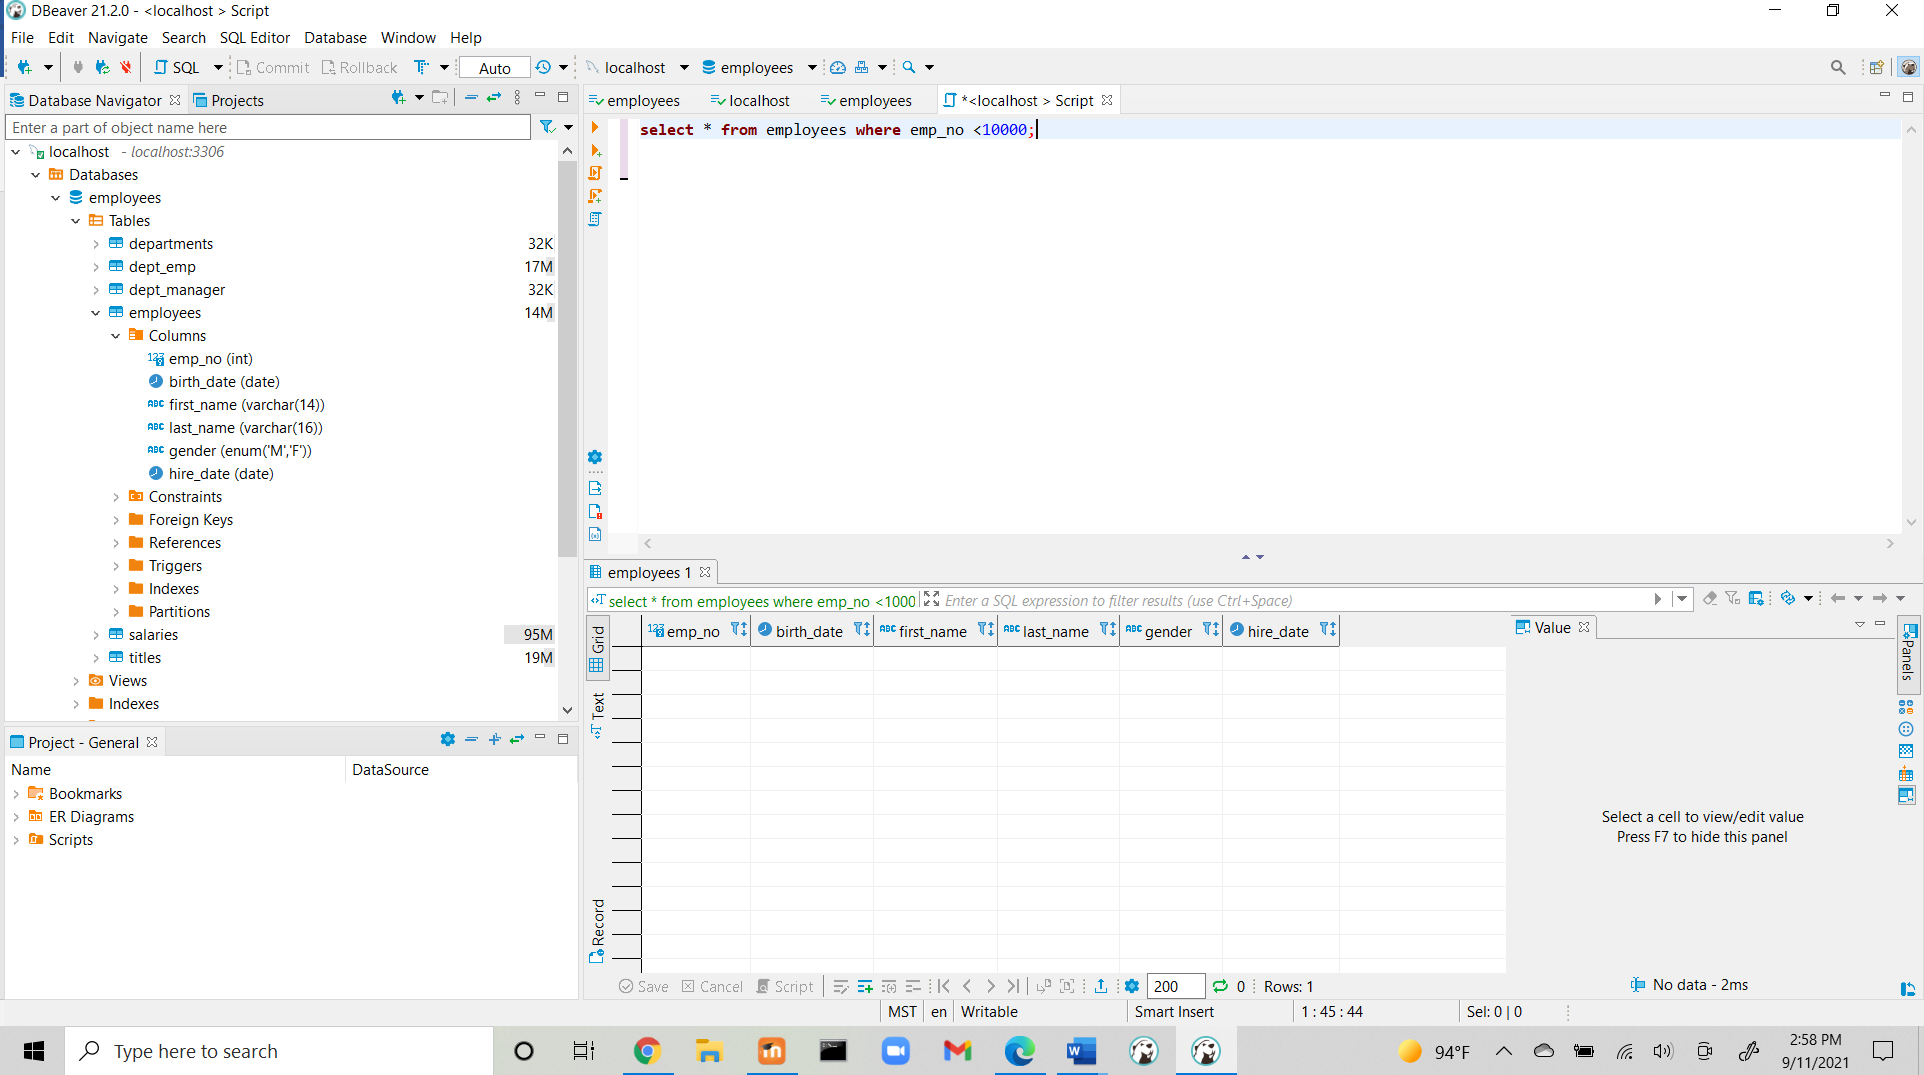 DBeaver 21.2.0 - <localhost > Script
File Edit Navigate Search SQL Editor Database Window Help
SQL Commit Rollback Auto localhost employees
Database Navigator Projects
Enter a part of object name here
localhost - localhost:3306
Databases
employees
Tables
departments 32K
dept_emp 17M
dept_manager 32K
employees 14M
Columns
emp_no (int)
birth_date (date)
first_name (varchar(14))
last_name (varchar(16))
gender (enum('M','F'))
hire_date (date)
Constraints
Foreign Keys
References
Triggers
Indexes
Partitions
salaries 95M
titles 19M
Views
Indexes
Project - General
Name DataSource
Bookmarks
ER Diagrams
Scripts
employees localhost employees *<localhost > Script
select * from employees where emp_no <10000;
employees 1
select * from employees where emp_no <1000 Enter a SQL expression to filter results (use Ctrl+Space)
Grid
Text
Record
emp_no birth_date first_name last_name gender hire_date
Value
Panels
Select a cell to view/edit value
Press F7 to hide this panel
Save Cancel Script 200 0 Rows: 1
No data - 2ms
MST en Writable Smart Insert 1 : 45 : 44 Sel: 0 | 0
Type here to search
94°F
2:58 PM
9/11/2021